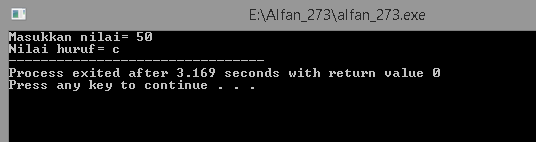 E:\Alfan_273\alfan_273.exe
Masukkan nilai= 50
Nilai huruf= c
--------------------------------
Process exited after 3.169 seconds with return value 0
Press any key to continue . . .